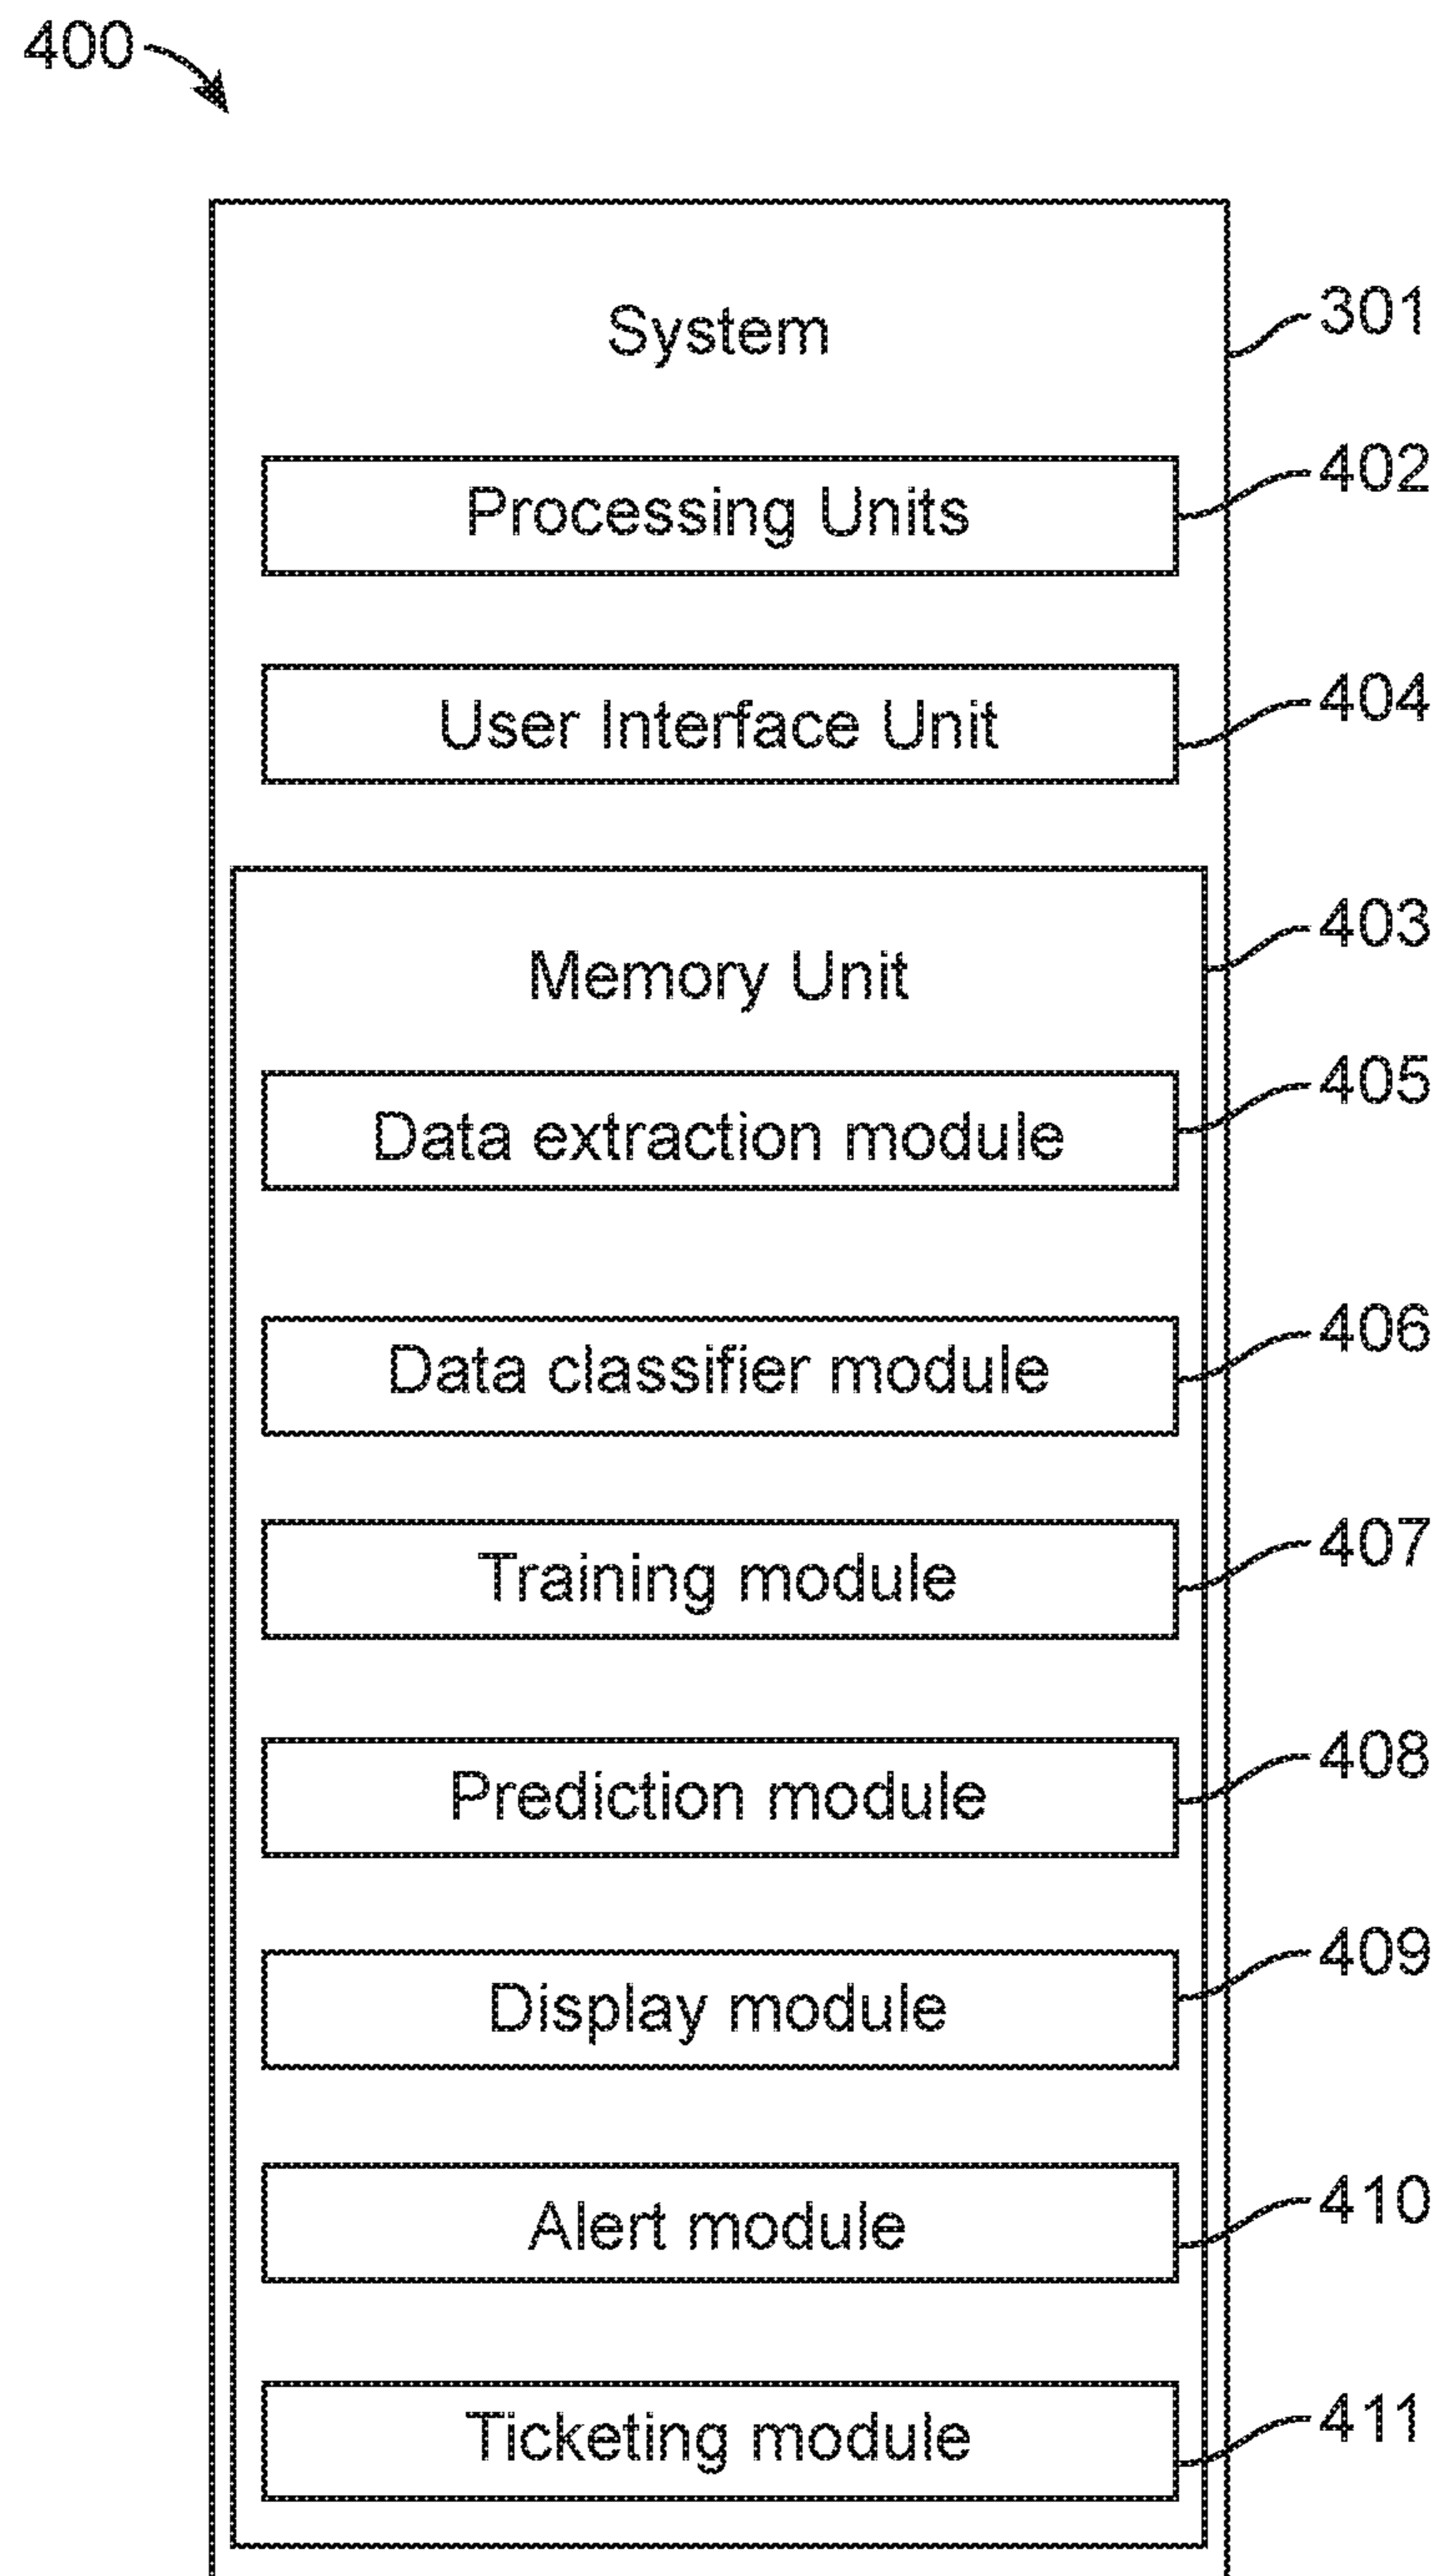 400
System
301
Processing Units
402
User Interface Unit
404
Memory Unit
403
Data extraction module
405
Data classifier module
406
Training module
407
Prediction module
408
Display module
409
Alert module
410
Ticketing module
411